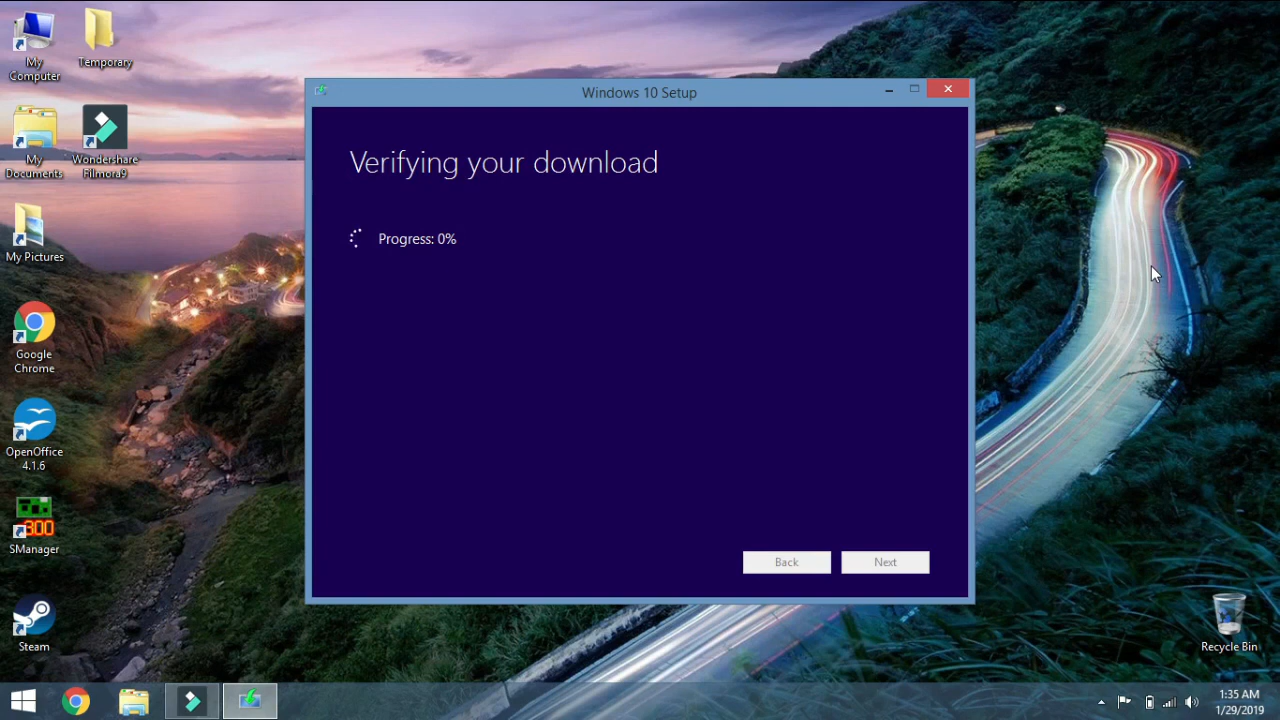 My
Computer
Temporary
My
Documents
Wondershare
Filmora9
My Pictures
Google
Chrome
OpenOffice
4.1.6
300
SManager
Steam
Windows 10 Setup
Verifying your download
Progress: 0%
Back
Next
Recycle Bin
1:35 AM
1/29/2019